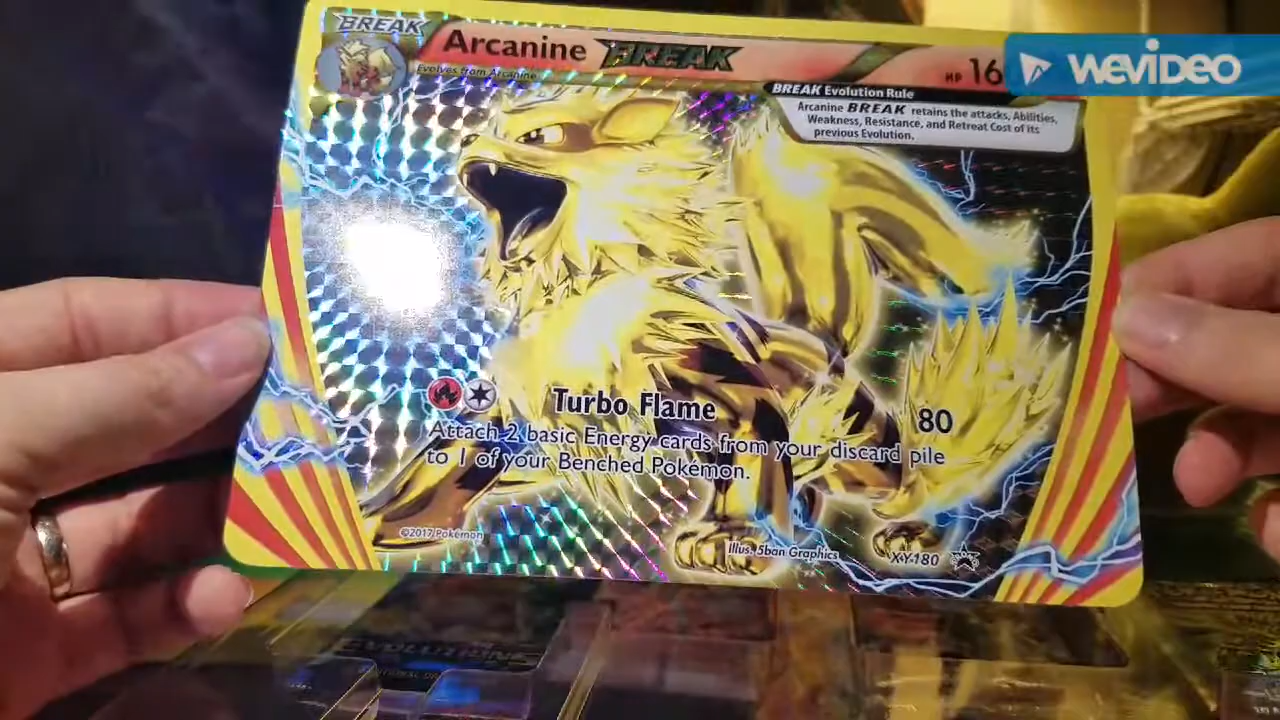 BREAK
Arcanine BREAK
Evolves from Arcanine
HP 16
WEVIDEO
BREAK Evolution Rule
Arcanine BREAK retains the attacks, Abilities,
Weakness, Resistance, and Retreat Cost of its
previous Evolution.
Turbo Flame 80
Attach 2 basic Energy cards from your discard pile
to 1 of your Benched Pokémon.
©2017 Pokémon
Illus. 5ban Graphics
XY180
EVOLUTIONS